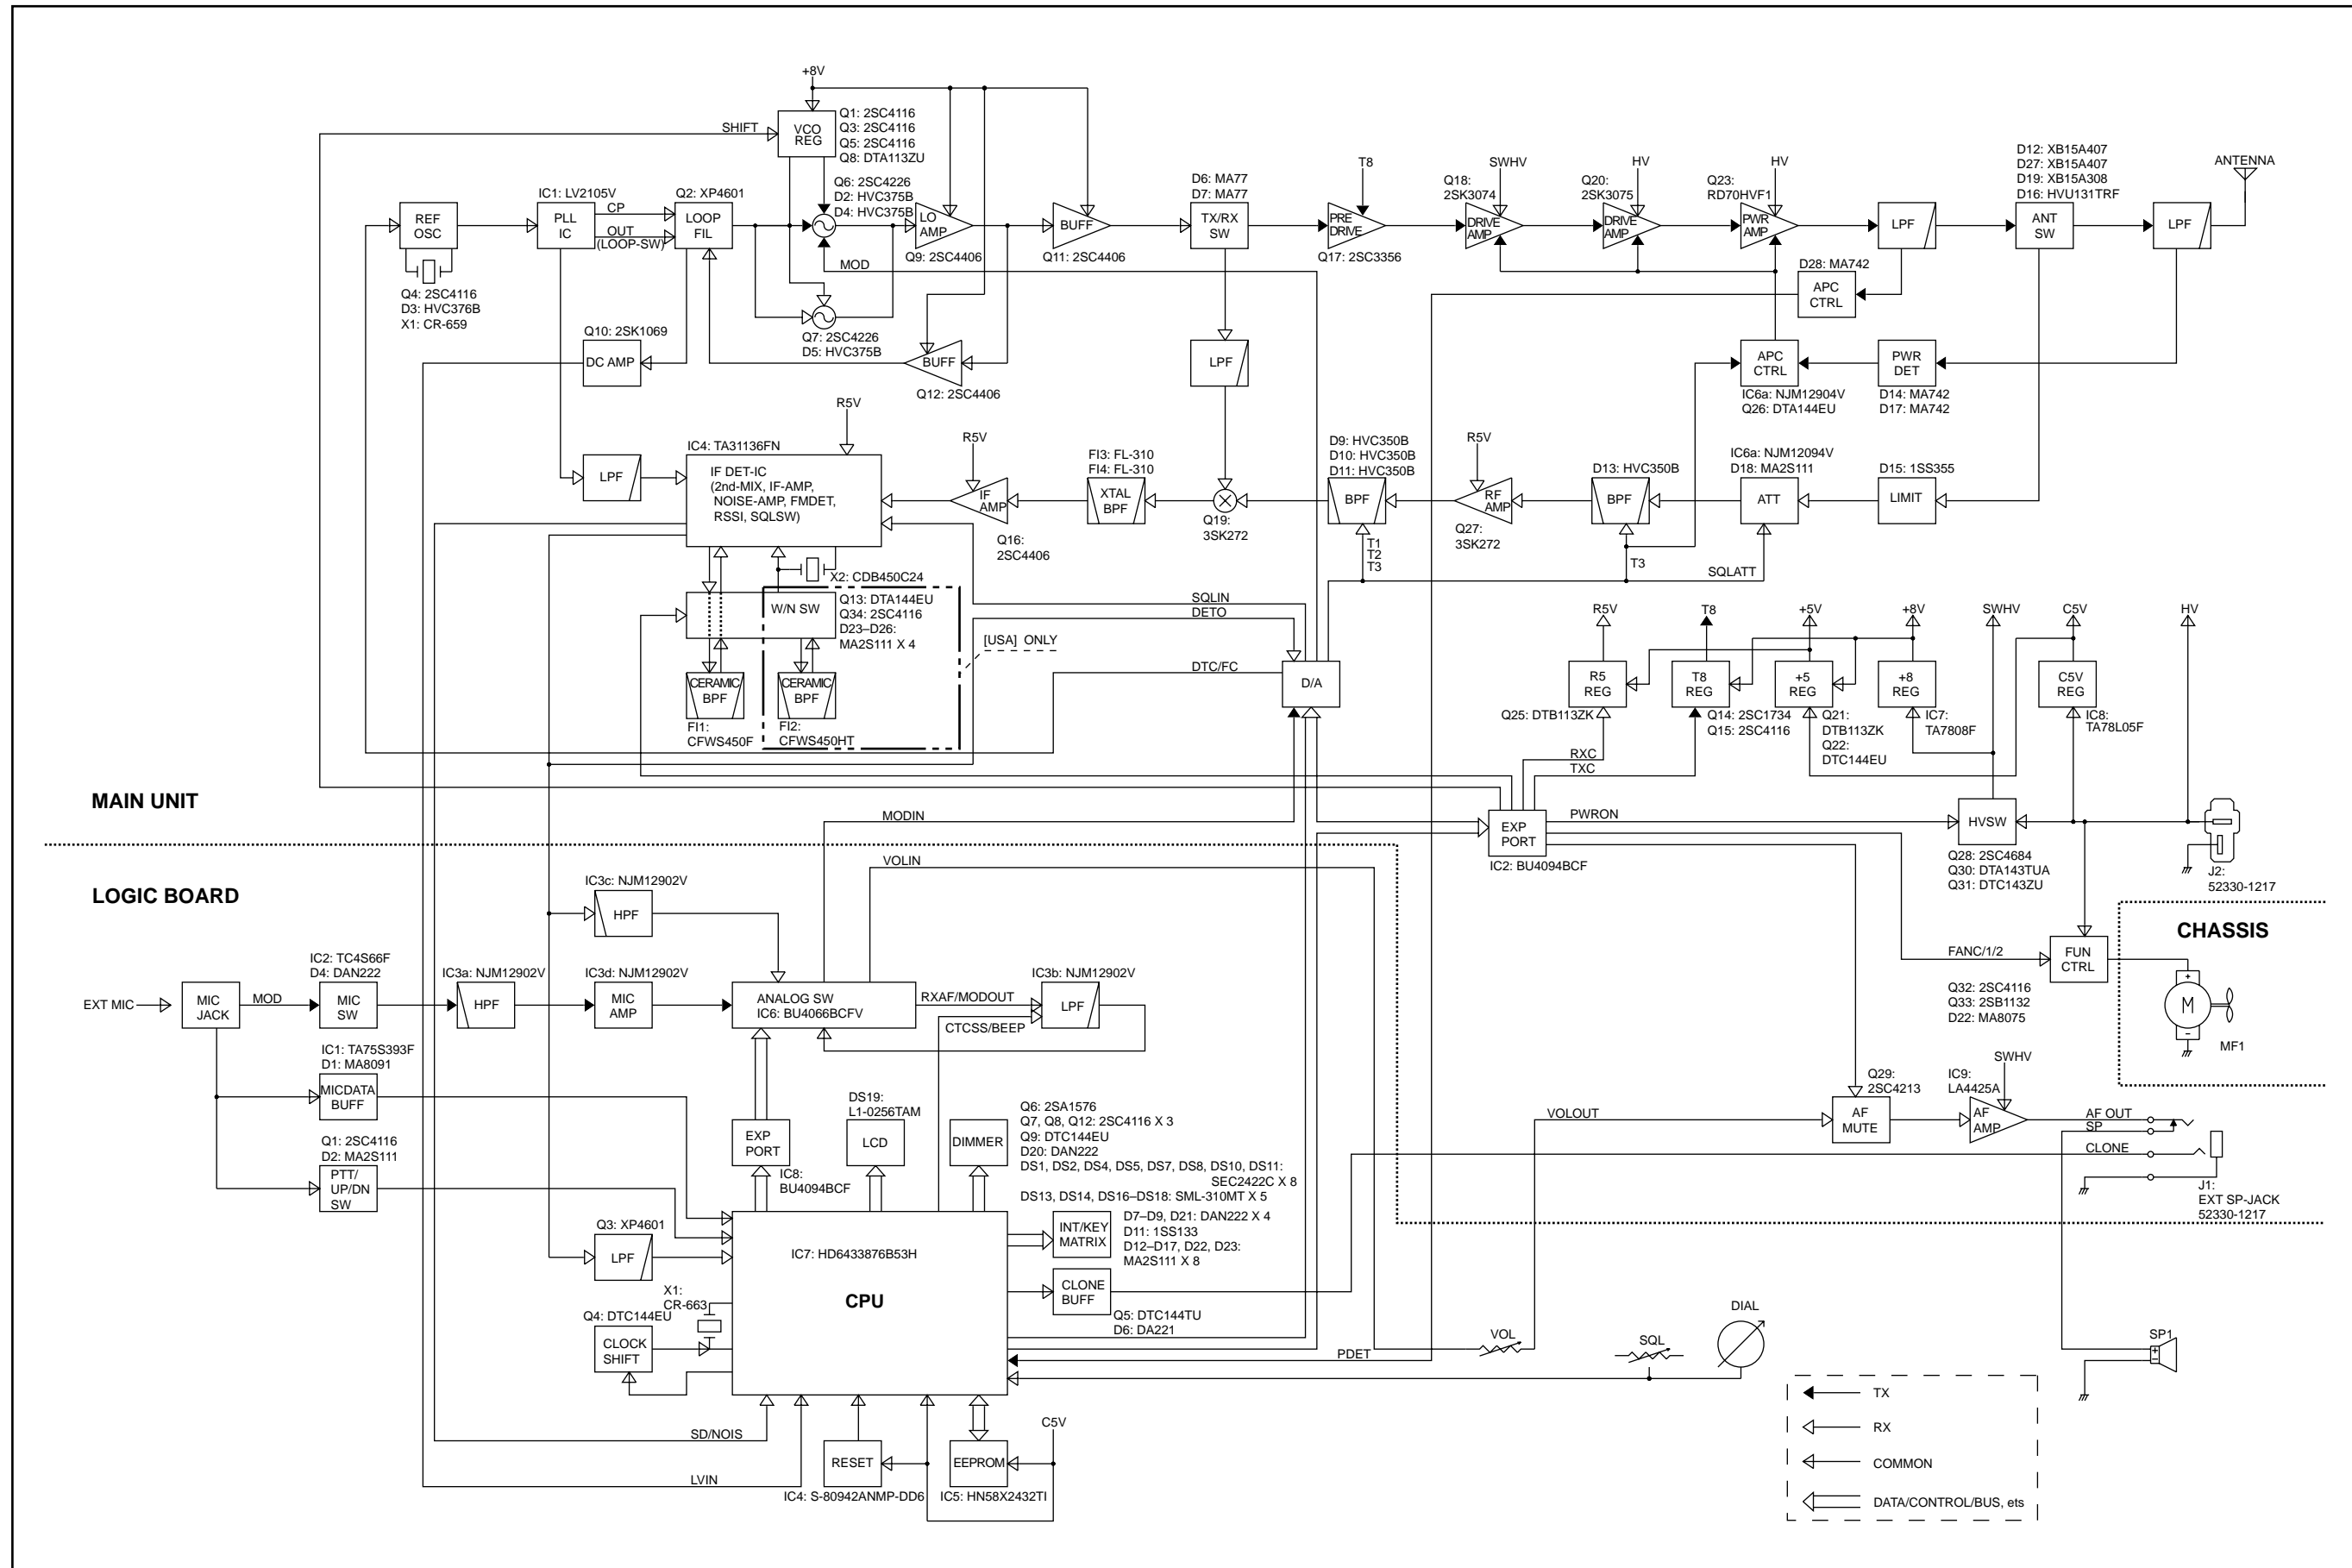 +8V
SHIFT
VCO
REG
Q1: 2SC4116
Q3: 2SC4116
Q5: 2SC4116
Q8: DTA113ZU
IC1: LV2105V
Q2: XP4601
Q6: 2SC4226
D2: HVC375B
D4: HVC375B
REF
OSC
PLL
IC
CP
OUT
(LOOP-SW)
LOOP
FIL
LO
AMP
BUFF
D6: MA77
D7: MA77
TX/RX
SW
T8
PRE
DRIVE
SWHV
Q18:
2SK3074
DRIVE
AMP
HV
Q20:
2SK3075
DRIVE
AMP
HV
Q23:
RD70HVF1
PWR
AMP
LPF
D12: XB15A407
D27: XB15A407
D19: XB15A308
D16: HVU131TRF
ANT
SW
LPF
ANTENNA
Q4: 2SC4116
D3: HVC376B
X1: CR-659
Q9: 2SC4406
Q11: 2SC4406
MOD
Q17: 2SC3356
D28: MA742
APC
CTRL
Q10: 2SK1069
DC AMP
Q7: 2SC4226
D5: HVC375B
BUFF
Q12: 2SC4406
LPF
APC
CTRL
PWR
DET
IC6a: NJM12904V
Q26: DTA144EU
D14: MA742
D17: MA742
R5V
IC4: TA31136FN
LPF
IF DET-IC
(2nd-MIX, IF-AMP,
NOISE-AMP, FMDET,
RSSI, SQLSW)
R5V
IF
AMP
Q16:
2SC4406
FI3: FL-310
FI4: FL-310
XTAL
BPF
Q19:
3SK272
D9: HVC350B
D10: HVC350B
D11: HVC350B
BPF
T1
T2
T3
R5V
RF
AMP
Q27:
3SK272
D13: HVC350B
BPF
T3
IC6a: NJM12094V
D18: MA2S111
ATT
D15: 1SS355
LIMIT
SQLATT
X2: CDB450C24
W/N SW
Q13: DTA144EU
Q34: 2SC4116
D23–D26:
MA2S111 X 4
[USA]  ONLY
SQLIN
DETO
DTC/FC
D/A
CERAMIC
BPF
CERAMIC
BPF
FI1:
CFWS450F
FI2:
CFWS450HT
R5V
T8
+5V
+8V
SWHV
C5V
HV
R5
REG
T8
REG
+5
REG
+8
REG
C5V
REG
Q25: DTB113ZK
Q14: 2SC1734
Q15: 2SC4116
Q21:
DTB113ZK
Q22:
DTC144EU
IC7:
TA7808F
IC8:
TA78L05F
RXC
TXC
MAIN UNIT
MODIN
EXP
PORT
IC2: BU4094BCF
PWRON
HVSW
Q28: 2SC4684
Q30: DTA143TUA
Q31: DTC143ZU
J2:
52330-1217
LOGIC BOARD
VOLIN
IC3c: NJM12902V
HPF
CHASSIS
FANC/1/2
FUN
CTRL
Q32: 2SC4116
Q33: 2SB1132
D22: MA8075
+
M
-
MF1
EXT MIC
MIC
JACK
MOD
IC2: TC4S66F
D4: DAN222
MIC
SW
IC3a: NJM12902V
HPF
IC3d: NJM12902V
MIC
AMP
ANALOG SW
IC6: BU4066BCFV
RXAF/MODOUT
CTCSS/BEEP
IC3b: NJM12902V
LPF
IC1: TA75S393F
D1: MA8091
MICDATA
BUFF
Q1: 2SC4116
D2: MA2S111
PTT/
UP/DN
SW
EXP
PORT
IC8:
BU4094BCF
DS19:
L1-0256TAM
LCD
DIMMER
Q6: 2SA1576
Q7, Q8, Q12: 2SC4116 X 3
Q9: DTC144EU
D20: DAN222
DS1, DS2, DS4, DS5, DS7, DS8, DS10, DS11:
SEC2422C X 8
DS13, DS14, DS16–DS18: SML-310MT X 5
VOLOUT
Q29:
2SC4213
AF
MUTE
IC9:
LA4425A
SWHV
AF
AMP
AF OUT
SP
CLONE
J1:
EXT SP-JACK
52330-1217
Q3: XP4601
LPF
IC7: HD6433876B53H
CPU
INT/KEY
MATRIX
D7–D9, D21: DAN222 X 4
D11: 1SS133
D12–D17, D22, D23:
MA2S111 X 8
CLONE
BUFF
Q5: DTC144TU
D6: DA221
X1:
CR-663
Q4: DTC144EU
CLOCK
SHIFT
PDET
VOL
SQL
DIAL
SP1
+
-
SD/NOIS
LVIN
RESET
IC4: S-80942ANMP-DD6
EEPROM
IC5: HN58X2432TI
C5V
TX
RX
COMMON
DATA/CONTROL/BUS, ets